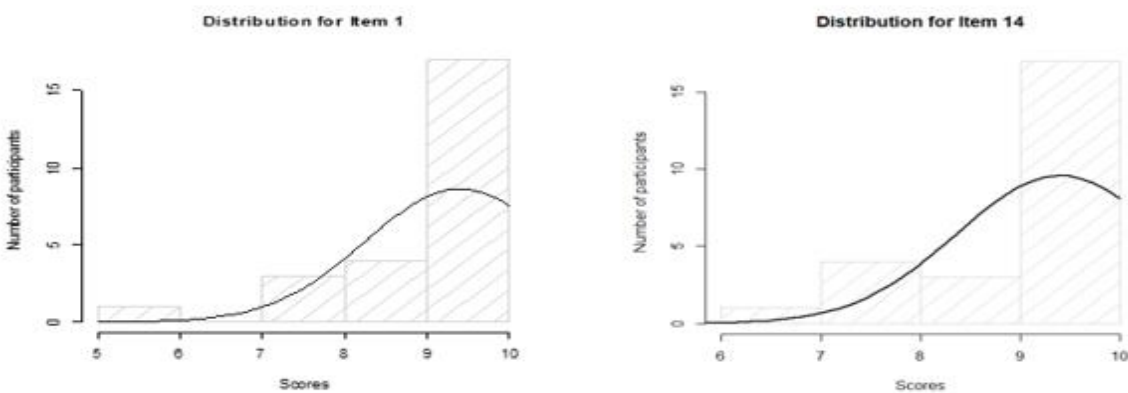 Distribution for Item 1
Number of participants
15
10
5
0
5 6 7 8 9 10
Scores
Distribution for Item 14
Number of participants
15
10
5
0
6 7 8 9 10
Scores